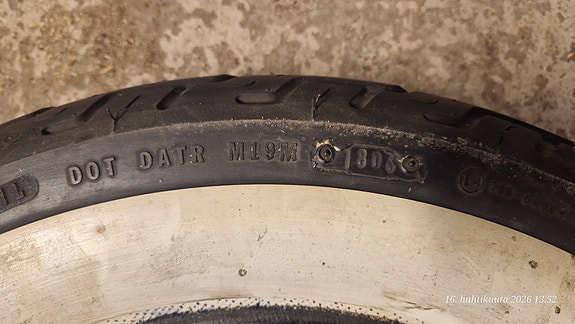 DOT DATR M19M 1806
16. huhtikuuta 2026 13.52